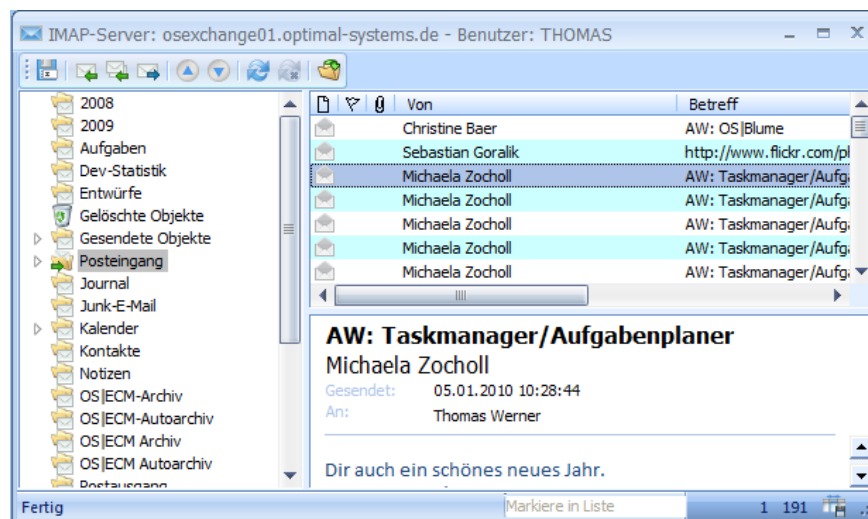 IMAP-Server: osexchange01.optimal-systems.de - Benutzer: THOMAS
2008
2009
Aufgaben
Dev-Statistik
Entwürfe
Gelöschte Objekte
Gesendete Objekte
Posteingang
Journal
Junk-E-Mail
Kalender
Kontakte
Notizen
OS|ECM-Archiv
OS|ECM-Autoarchiv
OS|ECM Archiv
OS|ECM Autoarchiv
Postausgang
Von Betreff
Christine Baer AW: OS|Blume
Sebastian Goralik http://www.flickr.com/pl
Michaela Zocholl AW: Taskmanager/Aufga
Michaela Zocholl AW: Taskmanager/Aufga
Michaela Zocholl AW: Taskmanager/Aufga
Michaela Zocholl AW: Taskmanager/Aufga
Michaela Zocholl AW: Taskmanager/Aufga
AW: Taskmanager/Aufgabenplaner
Michaela Zocholl
Gesendet: 05.01.2010 10:28:44
An: Thomas Werner
Dir auch ein schönes neues Jahr.
Fertig Markiere in Liste 1 191